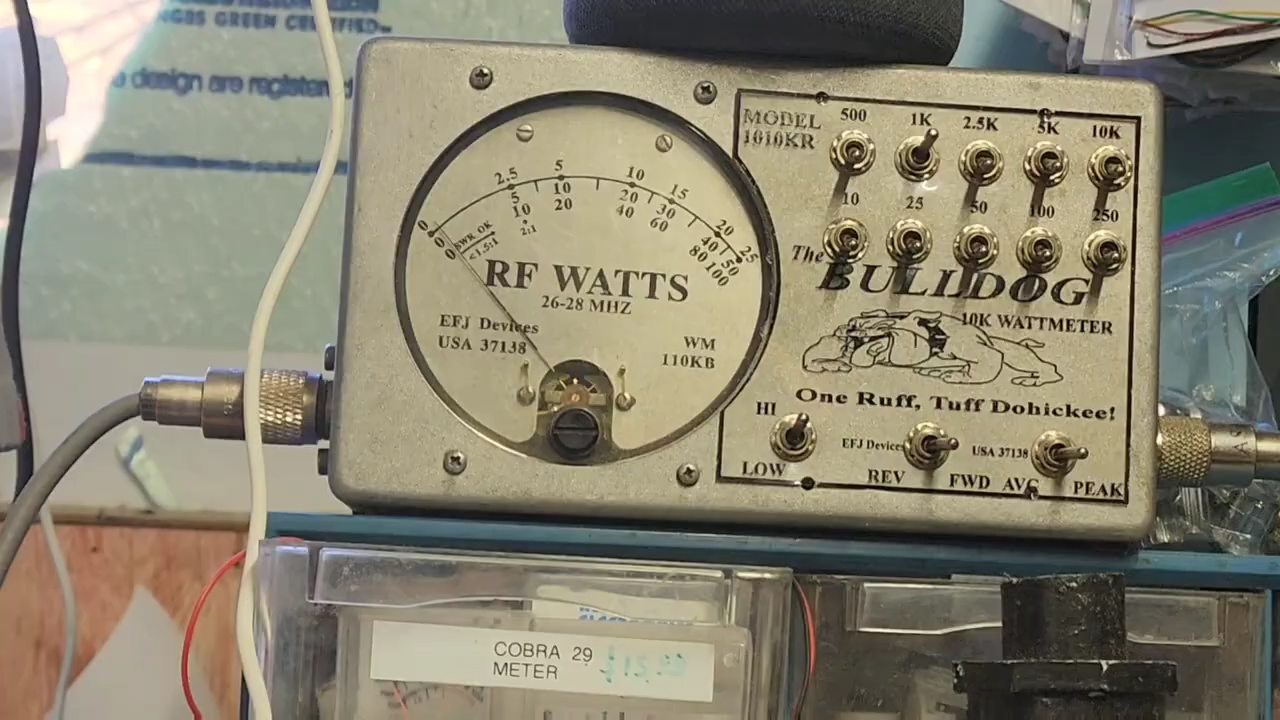 GBS GREEN CERTIFIED
design are registered
MODEL
1010KR
500 1K 2.5K 5K 10K
10 25 50 100 250
0 2.5 5 10 15 20 25
0 5 10 20 30 40 50
10 20 40 60 80 100
SWR OK
<1.5:1
2:1
RF WATTS
26-28 MHZ
EFJ Devices
USA 37138
WM
110KB
The
BULLDOG
10K WATTMETER
One Ruff, Tuff Dohickee!
HI
LOW
EFJ Devices
USA 37138
REV FWD AVG PEAK
COBRA 29
METER